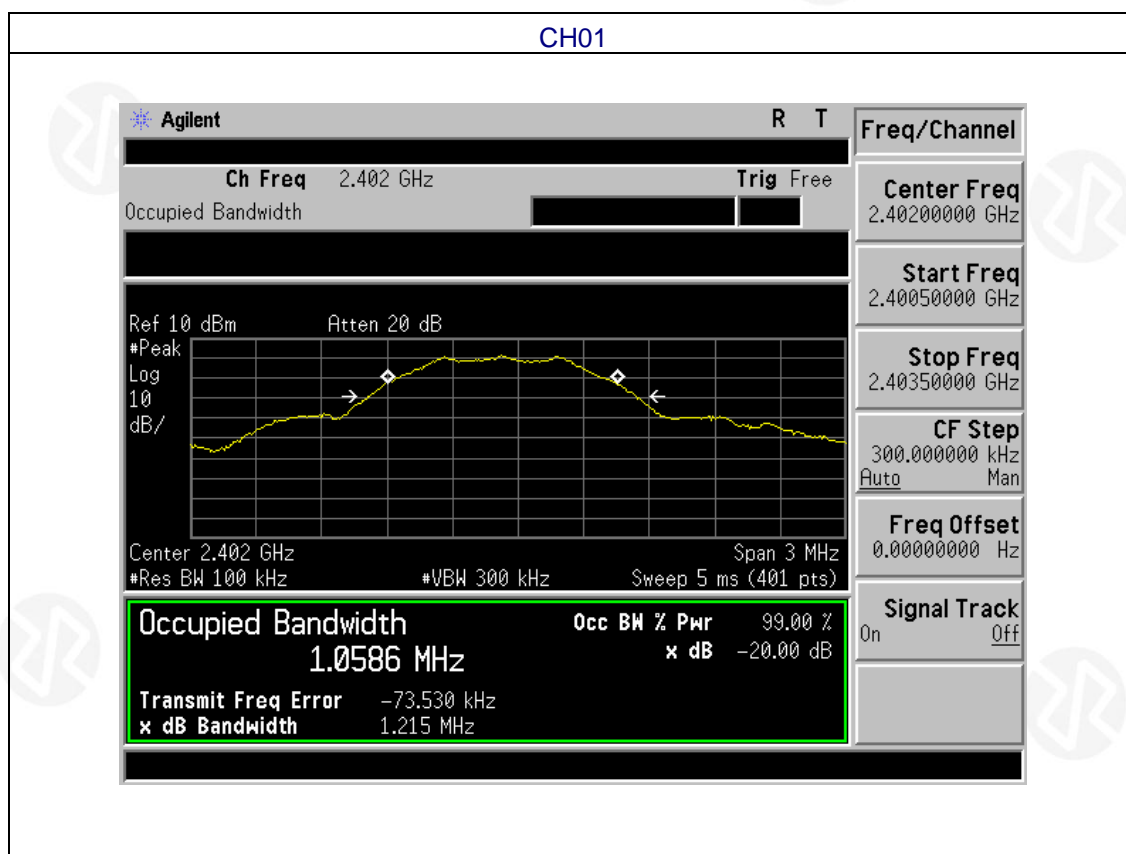 CH01
Agilent R T
Ch Freq 2.402 GHz Trig Free
Occupied Bandwidth
Ref 10 dBm Atten 20 dB
#Peak
Log
10
dB/
Center 2.402 GHz Span 3 MHz
#Res BW 100 kHz #VBW 300 kHz Sweep 5 ms (401 pts)
Occupied Bandwidth Occ BW % Pwr 99.00 %
1.0586 MHz x dB -20.00 dB
Transmit Freq Error -73.530 kHz
x dB Bandwidth 1.215 MHz
Freq/Channel
Center Freq
2.40200000 GHz
Start Freq
2.40050000 GHz
Stop Freq
2.40350000 GHz
CF Step
300.000000 kHz
Auto Man
Freq Offset
0.00000000 Hz
Signal Track
On Off